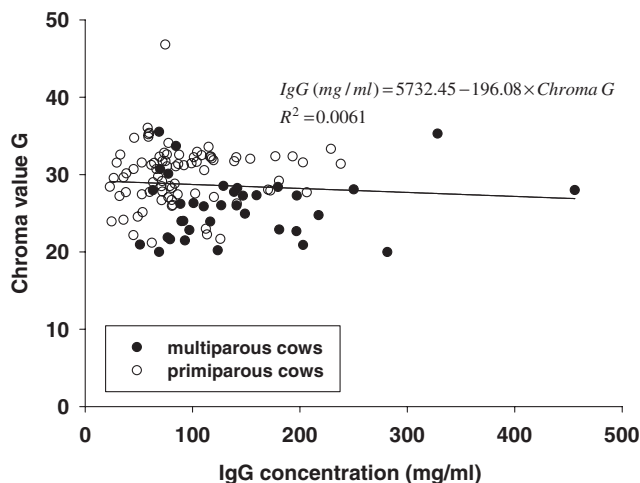 50
40
30
20
10
0
Chroma value G
IgG (mg / ml) = 5732.45 − 196.08 × Chroma G
R² = 0.0061
multiparous cows
primiparous cows
0 100 200 300 400 500
IgG concentration (mg/ml)